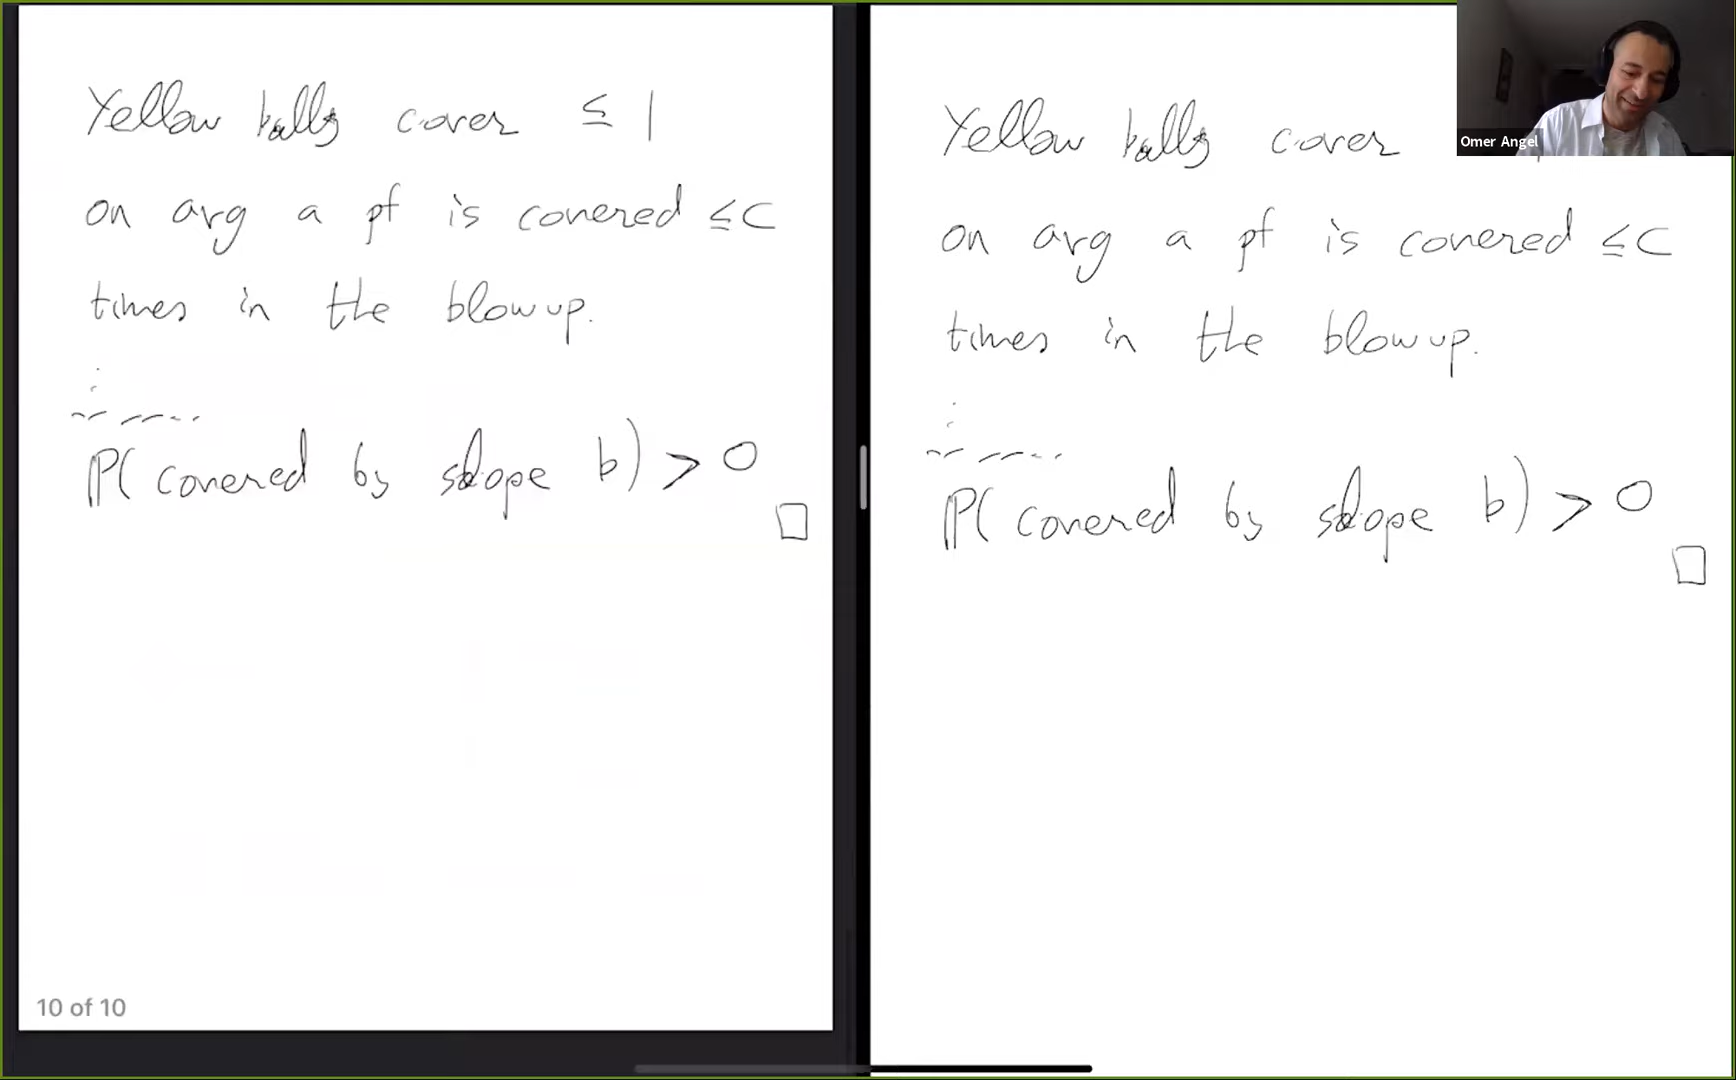 Yellow balls cover ≤ 1
on avg a pt is covered ≤ C
times in the blowup.
P( covered by slope b) > 0
10 of 10
Yellow balls cover
on avg a pt is covered ≤ C
times in the blowup.
P( covered by slope b) > 0
Omer Angel